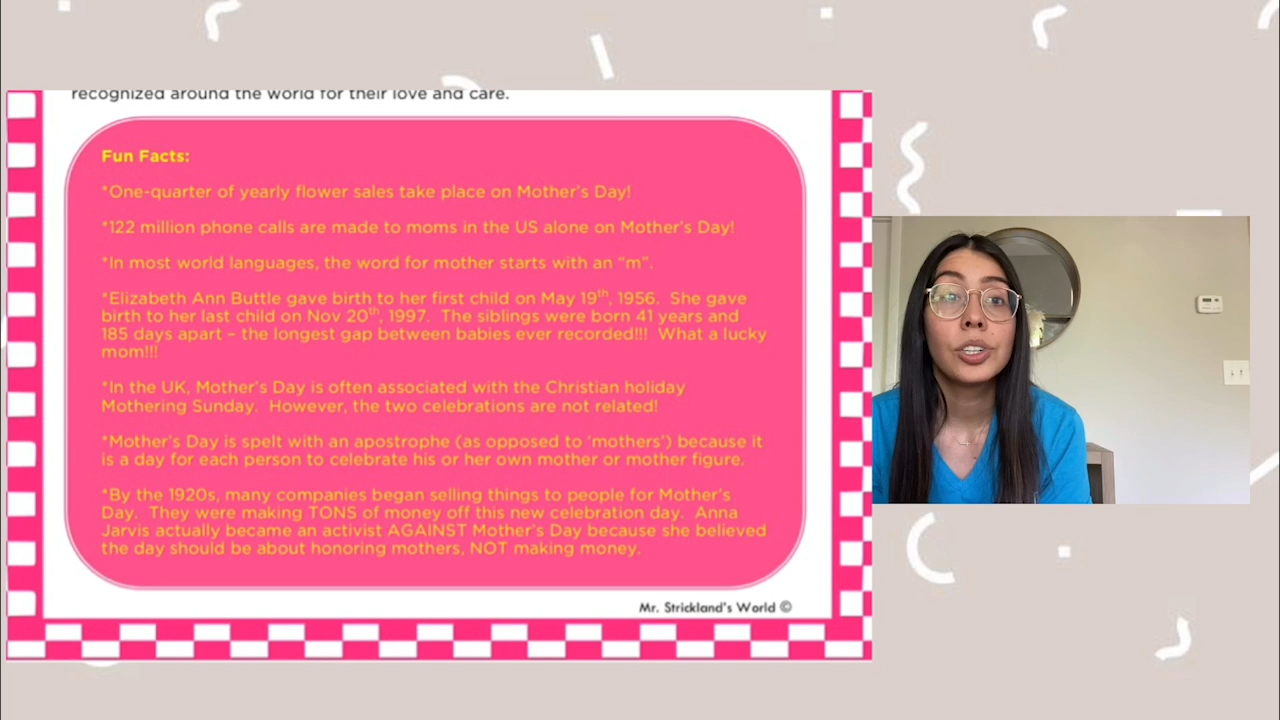 recognized around the world for their love and care.
Fun Facts:
*One-quarter of yearly flower sales take place on Mother's Day!
*122 million phone calls are made to moms in the US alone on Mother's Day!
*In most world languages, the word for mother starts with an “m”.
*Elizabeth Ann Buttle gave birth to her first child on May 19th, 1956. She gave
birth to her last child on Nov 20th, 1997. The siblings were born 41 years and
185 days apart – the longest gap between babies ever recorded!!! What a lucky
mom!!!
*In the UK, Mother's Day is often associated with the Christian holiday
Mothering Sunday. However, the two celebrations are not related!
*Mother's Day is spelt with an apostrophe (as opposed to 'mothers') because it
is a day for each person to celebrate his or her own mother or mother figure.
*By the 1920s, many companies began selling things to people for Mother's
Day. They were making TONS of money off this new celebration day. Anna
Jarvis actually became an activist AGAINST Mother's Day because she believed
the day should be about honoring mothers, NOT making money.
Mr. Strickland's World ©